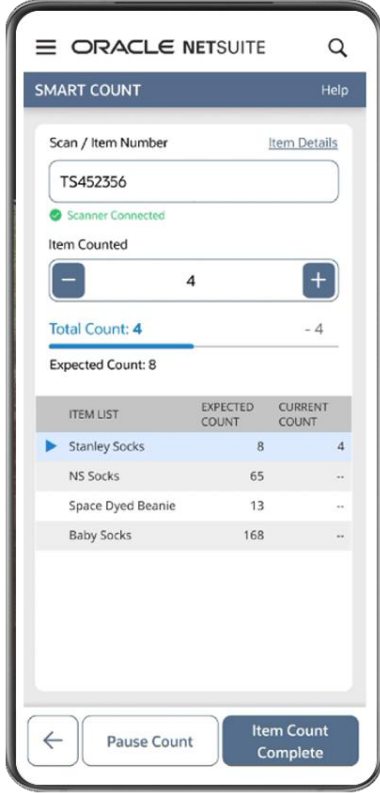 ORACLE NETSUITE
SMART COUNT Help
Scan / Item Number Item Details
TS452356
Scanner Connected
Item Counted
− 4 +
Total Count: 4 - 4
Expected Count: 8
ITEM LIST EXPECTED COUNT CURRENT COUNT
Stanley Socks 8 4
NS Socks 65 --
Space Dyed Beanie 13 --
Baby Socks 168 --
Pause Count
Item Count
Complete